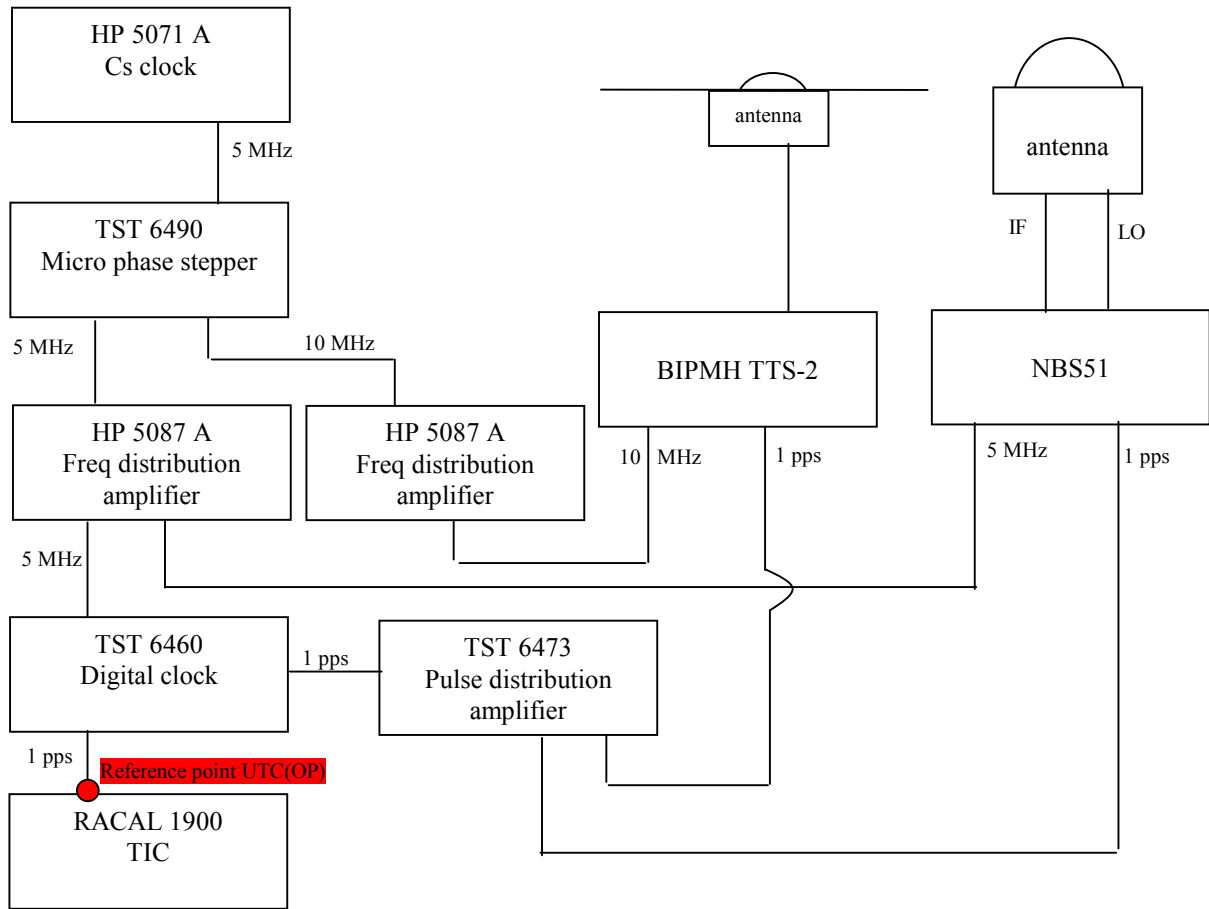 HP 5071 A
Cs clock
antenna
antenna
5 MHz
TST 6490
Micro phase stepper
IF
LO
5 MHz
10 MHz
BIPMH TTS-2
NBS51
HP 5087 A
Freq distribution
amplifier
HP 5087 A
Freq distribution
amplifier
10 MHz
1 pps
5 MHz
1 pps
5 MHz
TST 6460
Digital clock
1 pps
TST 6473
Pulse distribution
amplifier
1 pps
Reference point UTC(OP)
RACAL 1900
TIC